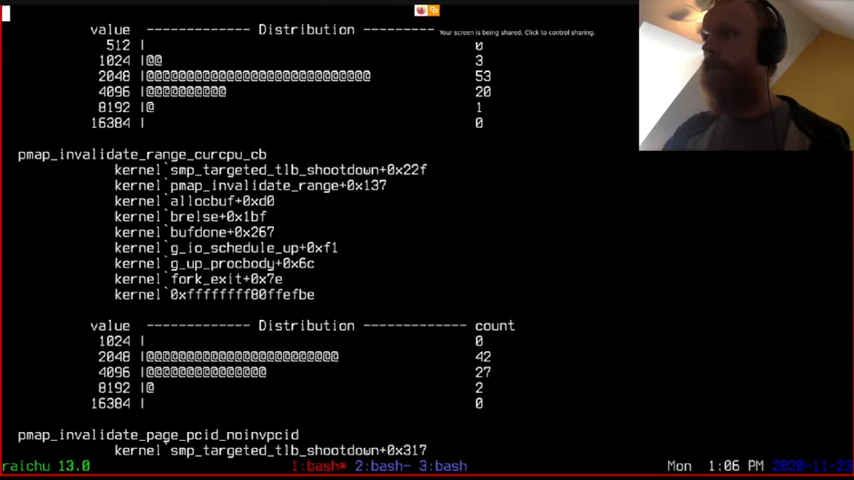 Your screen is being shared. Click to control sharing.
value ------------- Distribution ---------
512 | 0
1024 |@@ 3
2048 |@@@@@@@@@@@@@@@@@@@@@@@@@@@@ 53
4096 |@@@@@@@@@@ 20
8192 |@ 1
16384 | 0
pmap_invalidate_range_curcpu_cb
kernel`smp_targeted_tlb_shootdown+0x22f
kernel`pmap_invalidate_range+0x137
kernel`allocbuf+0xd0
kernel`brelse+0x1bf
kernel`bufdone+0x267
kernel`g_io_schedule_up+0xf1
kernel`g_up_procbody+0x6c
kernel`fork_exit+0x7e
kernel`0xffffffff80ffefbe
value ------------- Distribution ------------- count
1024 | 0
2048 |@@@@@@@@@@@@@@@@@@@@@@@@ 42
4096 |@@@@@@@@@@@@@@@ 27
8192 |@ 2
16384 | 0
pmap_invalidate_page_pcid_noinvpcid
kernel`smp_targeted_tlb_shootdown+0x317
raichu 13.0 1:bash* 2:bash- 3:bash Mon 1:06 PM 2020-11-23